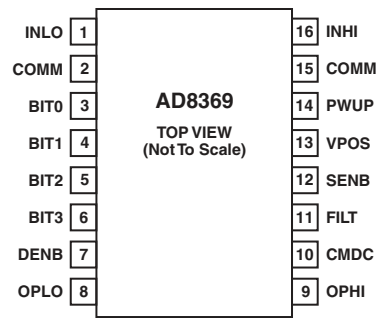 INLO 1
COMM 2
BIT0 3
BIT1 4
BIT2 5
BIT3 6
DENB 7
OPLO 8
AD8369
TOP VIEW
(Not To Scale)
16 INHI
15 COMM
14 PWUP
13 VPOS
12 SENB
11 FILT
10 CMDC
9 OPHI